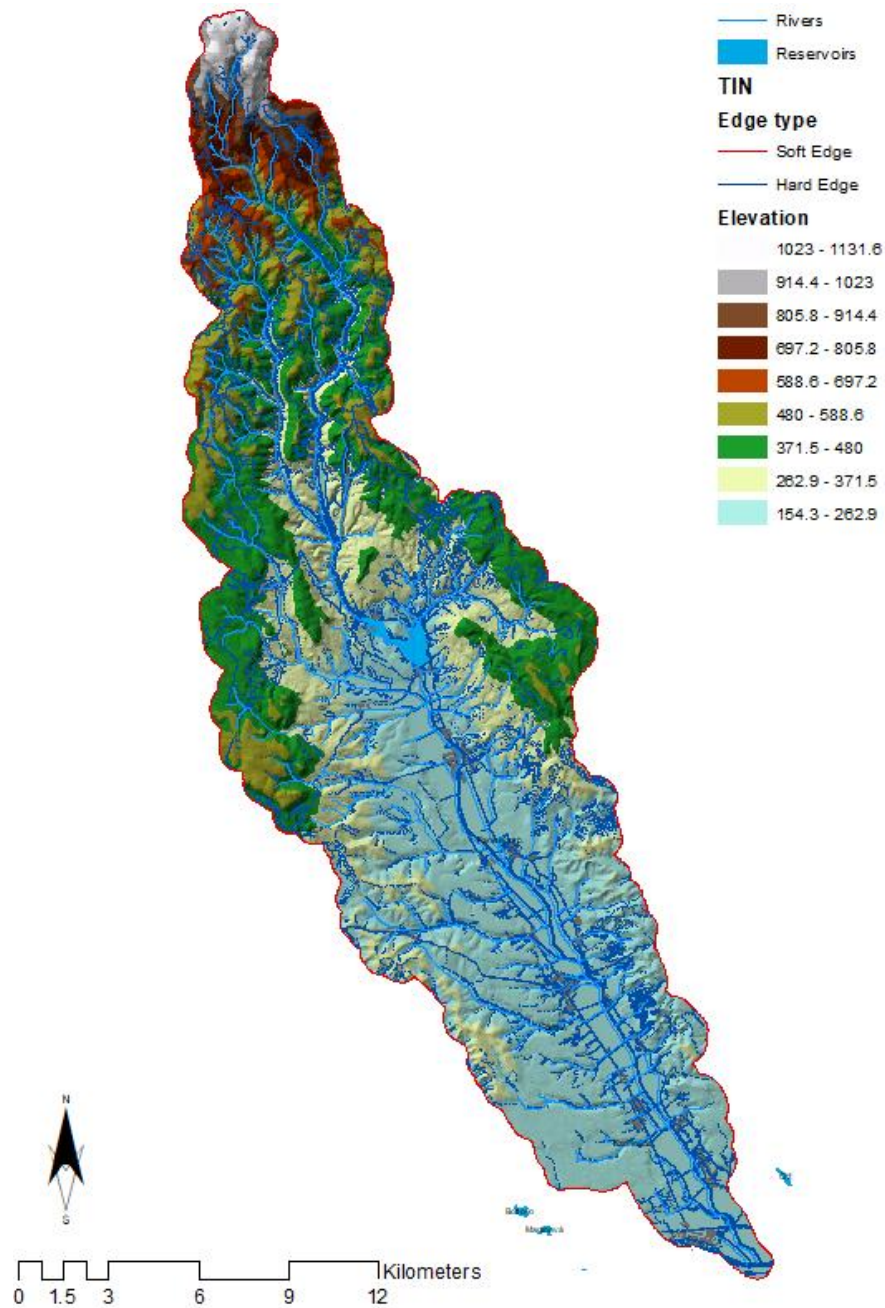 Rivers
Reservoirs
TIN
Edge type
Soft Edge
Hard Edge
Elevation
1023 - 1131.6
914.4 - 1023
805.8 - 914.4
697.2 - 805.8
588.6 - 697.2
480 - 588.6
371.5 - 480
262.9 - 371.5
154.3 - 262.9
N
S
Kilometers
0 1.5 3 6 9 12